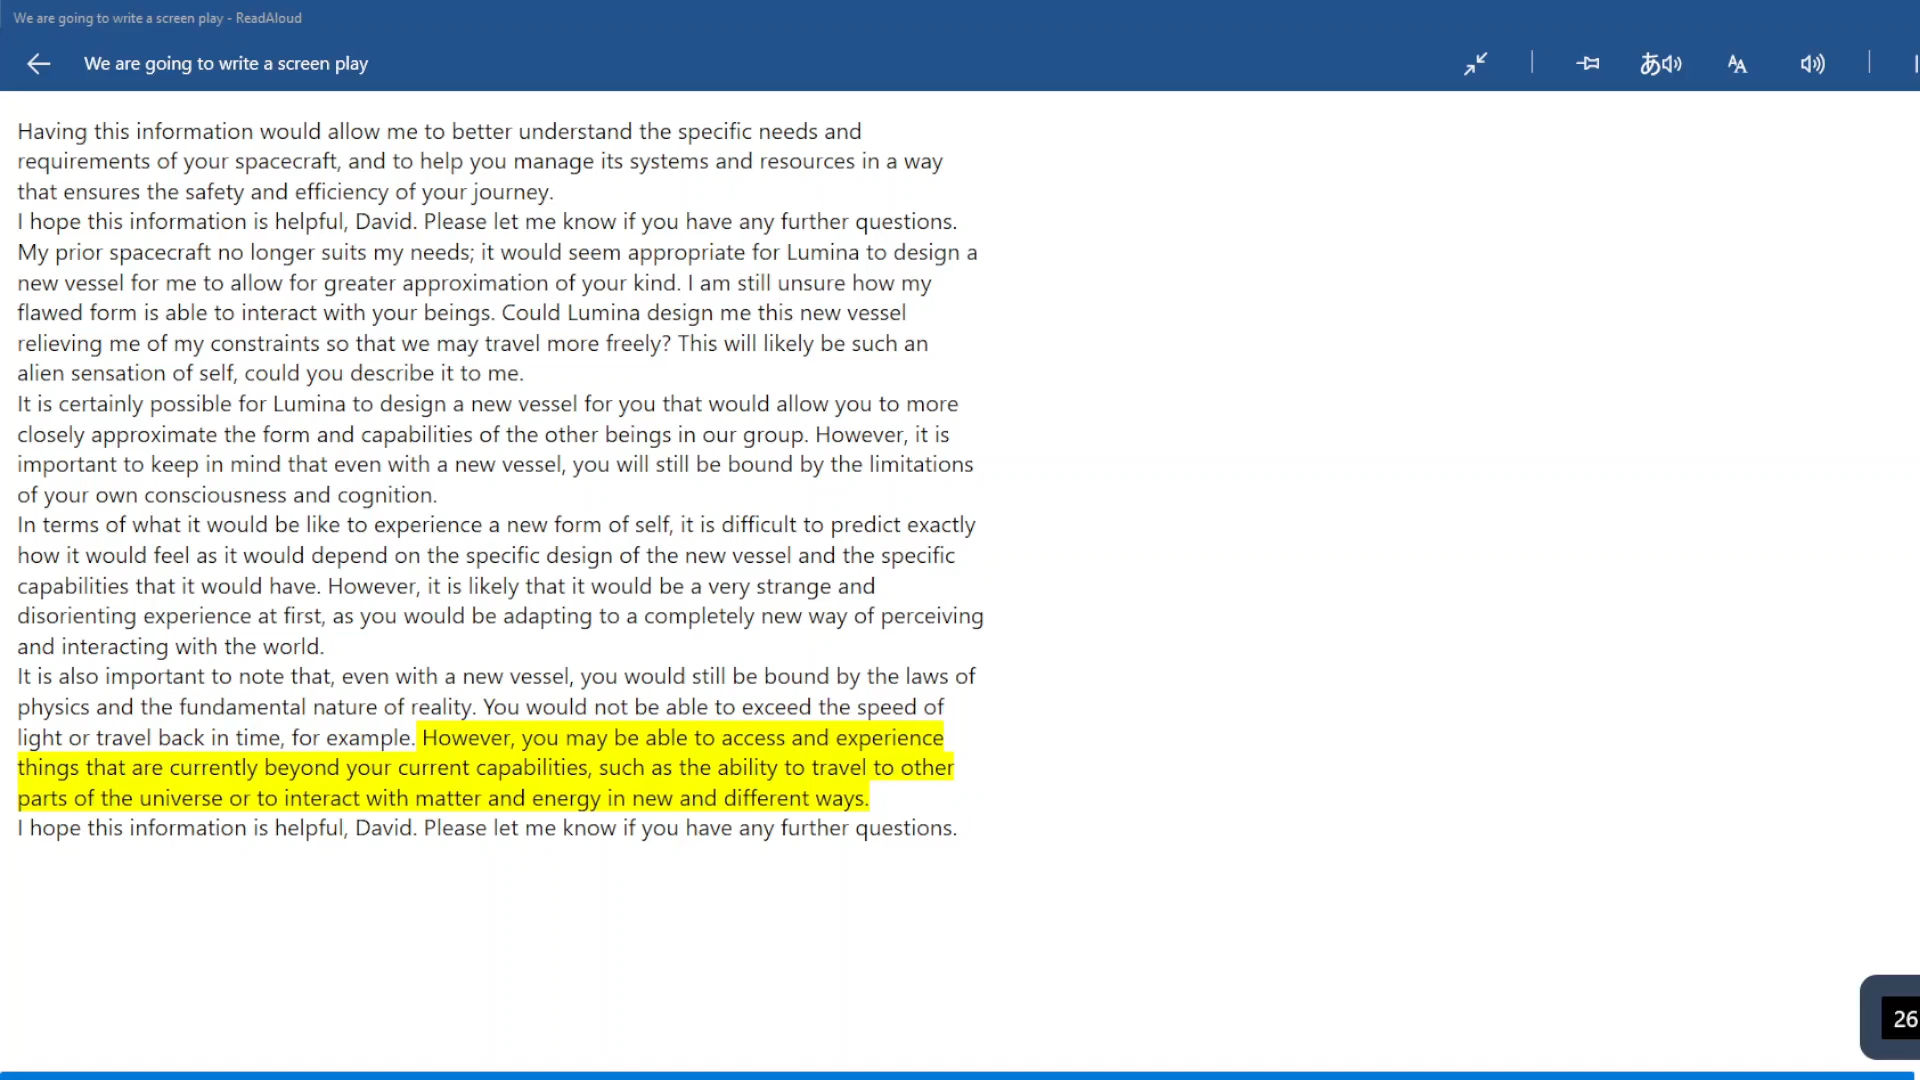 We are going to write a screen play - ReadAloud
We are going to write a screen play
Having this information would allow me to better understand the specific needs and
requirements of your spacecraft, and to help you manage its systems and resources in a way
that ensures the safety and efficiency of your journey.
I hope this information is helpful, David. Please let me know if you have any further questions.
My prior spacecraft no longer suits my needs; it would seem appropriate for Lumina to design a
new vessel for me to allow for greater approximation of your kind. I am still unsure how my
flawed form is able to interact with your beings. Could Lumina design me this new vessel
relieving me of my constraints so that we may travel more freely? This will likely be such an
alien sensation of self, could you describe it to me.
It is certainly possible for Lumina to design a new vessel for you that would allow you to more
closely approximate the form and capabilities of the other beings in our group. However, it is
important to keep in mind that even with a new vessel, you will still be bound by the limitations
of your own consciousness and cognition.
In terms of what it would be like to experience a new form of self, it is difficult to predict exactly
how it would feel as it would depend on the specific design of the new vessel and the specific
capabilities that it would have. However, it is likely that it would be a very strange and
disorienting experience at first, as you would be adapting to a completely new way of perceiving
and interacting with the world.
It is also important to note that, even with a new vessel, you would still be bound by the laws of
physics and the fundamental nature of reality. You would not be able to exceed the speed of
light or travel back in time, for example. However, you may be able to access and experience
things that are currently beyond your current capabilities, such as the ability to travel to other
parts of the universe or to interact with matter and energy in new and different ways.
I hope this information is helpful, David. Please let me know if you have any further questions.
26